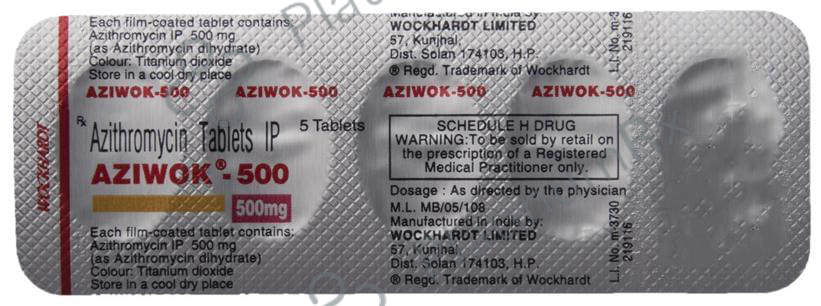 Each film-coated tablet contains:
Azithromycin IP 500 mg
(as Azithromycin dihydrate)
Colour: Titanium dioxide
Store in a cool dry place
Manufactured in India by:
WOCKHARDT LIMITED
57, Kunjhal,
Dist. Solan 174103, H.P.
® Regd. Trademark of Wockhardt
L.I. No. m-3
219116
AZIWOK-500 AZIWOK-500 AZIWOK-500 AZIWOK-500
WOCKHARDT
Rx Azithromycin Tablets IP 5 Tablets
AZIWOK®-500
500mg
SCHEDULE H DRUG
WARNING:To be sold by retail on
the prescription of a Registered
Medical Practitioner only.
Dosage : As directed by the physician
M.L. MB/05/108
Manufactured in India by:
WOCKHARDT LIMITED
57, Kunjhal,
Dist. Solan 174103, H.P.
® Regd. Trademark of Wockhardt
L.I. No. m-3730
219116
Each film-coated tablet contains:
Azithromycin IP 500 mg
(as Azithromycin dihydrate)
Colour: Titanium dioxide
Store in a cool dry place